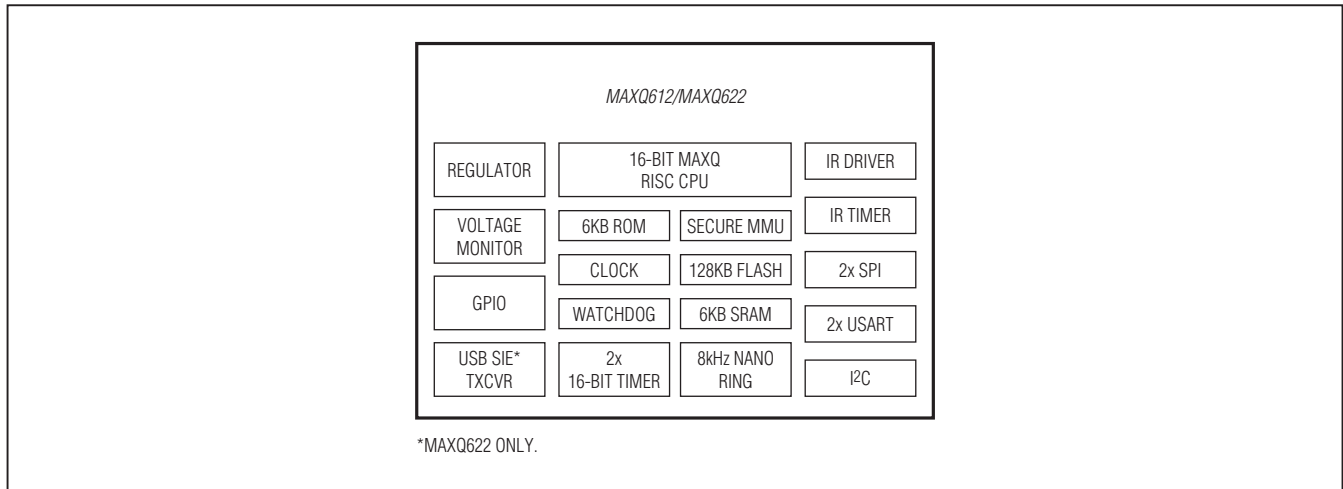 MAXQ612/MAXQ622
REGULATOR
16-BIT MAXQ
RISC CPU
IR DRIVER
VOLTAGE
MONITOR
6KB ROM
SECURE MMU
IR TIMER
CLOCK
128KB FLASH
2x SPI
GPIO
WATCHDOG
6KB SRAM
2x USART
USB SIE*
TXCVR
2x
16-BIT TIMER
8kHz NANO
RING
I2C
*MAXQ622 ONLY.